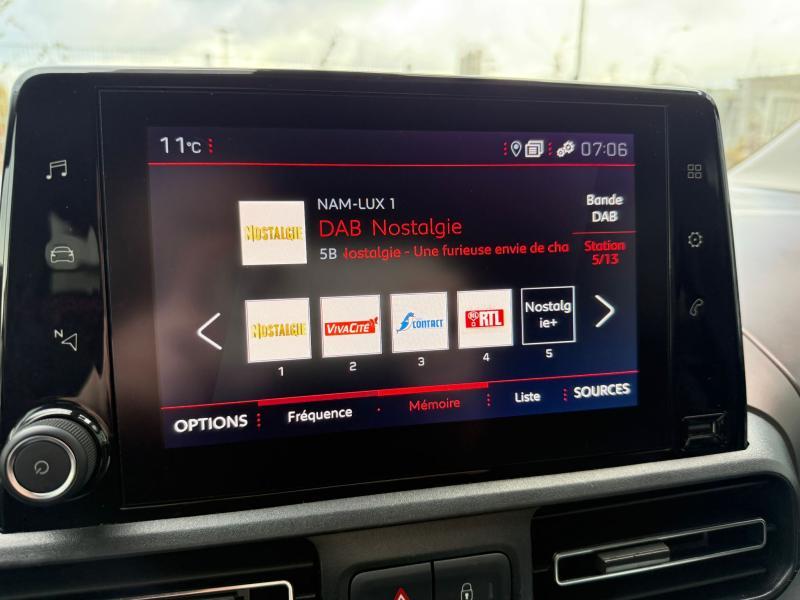 11°C
07:06
NAM-LUX 1
DAB Nostalgie
5B Nostalgie - Une furieuse envie de cha
Bande
DAB
Station
5/13
NOSTALGIE
NOSTALGIE
VIVACITÉ
CONTACT
RTL
Nostalg
ie+
1
2
3
4
5
OPTIONS
Fréquence
Mémoire
Liste
SOURCES
N